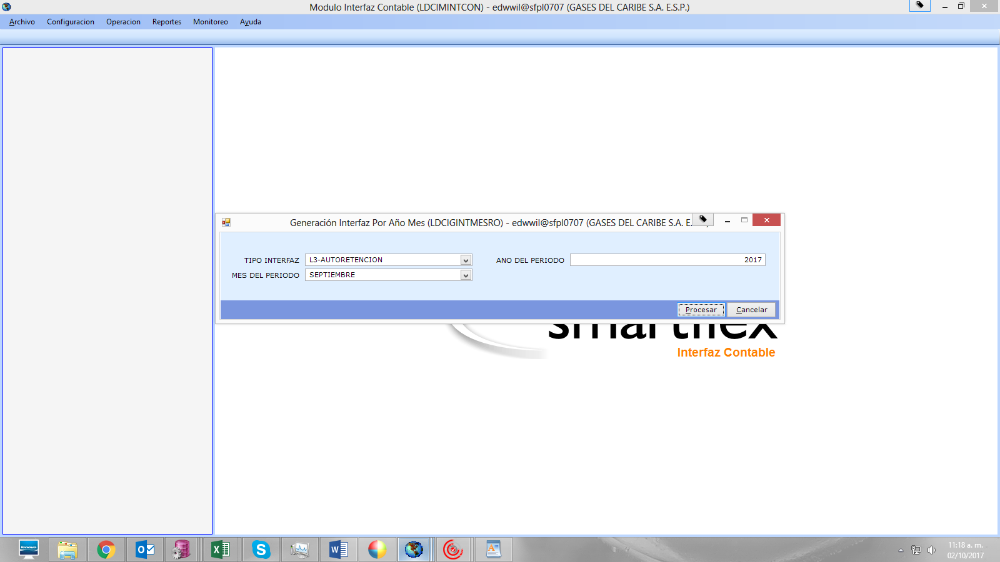 Modulo Interfaz Contable (LDCIMINTCON) - edwwil@sfpl0707 (GASES DEL CARIBE S.A. E.S.P.)
Archivo Configuracion Operacion Reportes Monitoreo Ayuda
Generación Interfaz Por Año Mes (LDCIGINTMESRO) - edwwil@sfpl0707 (GASES DEL CARIBE S.A. E.
TIPO INTERFAZ L3-AUTORETENCION ANO DEL PERIODO 2017
MES DEL PERIODO SEPTIEMBRE
Procesar Cancelar
smartflex
Interfaz Contable
lenovo
11:18 a. m.
02/10/2017